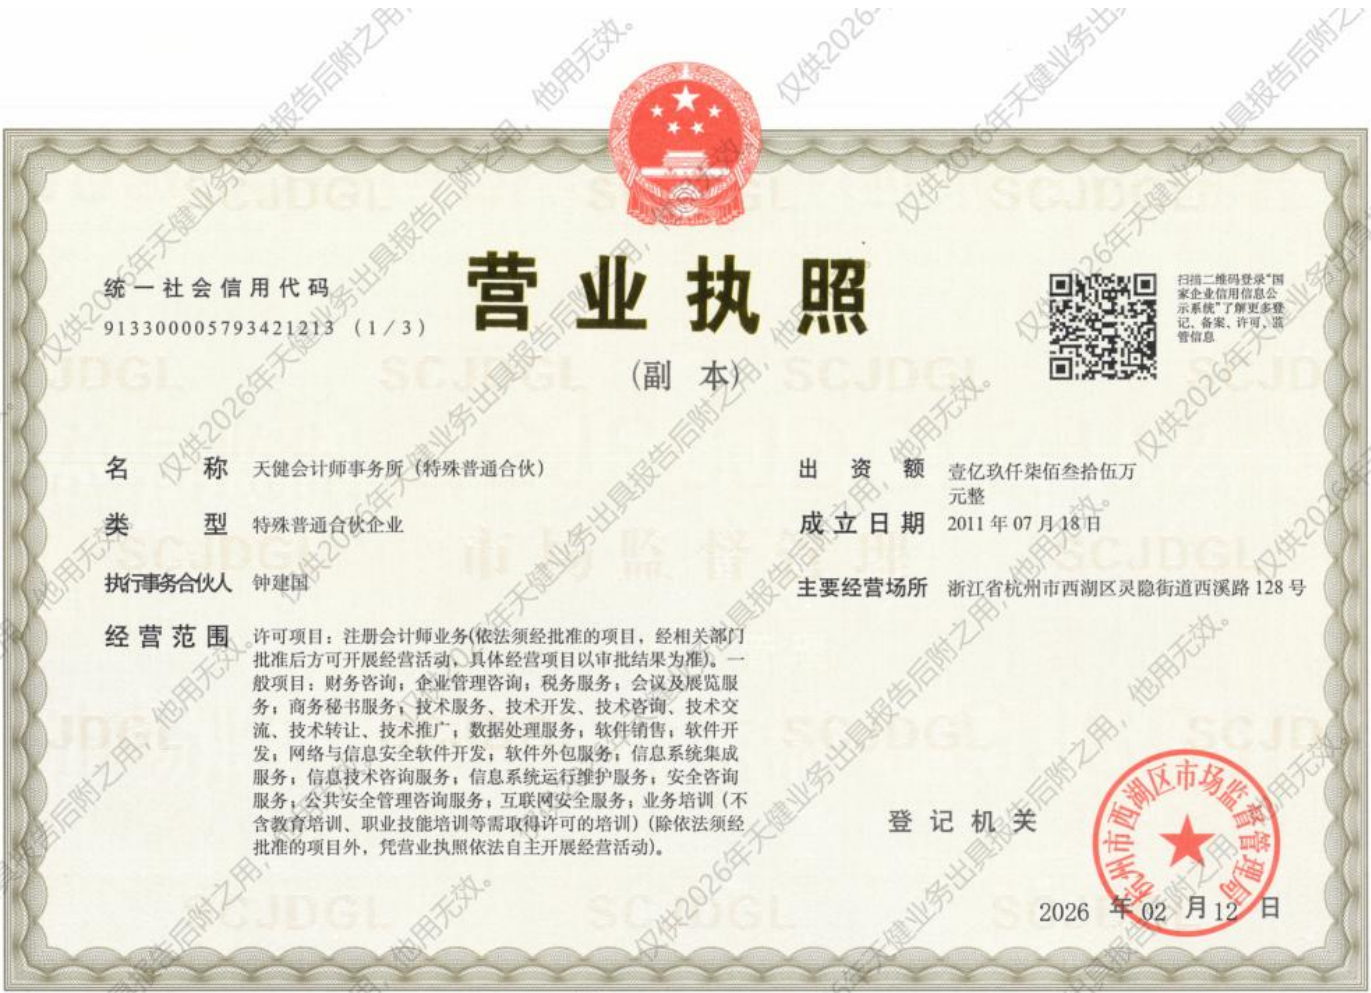 营业执照
(副 本)
统一社会信用代码
913300005793421213 (1/3)
扫描二维码登录“国
家企业信用信息公
示系统”了解更多登
记、备案、许可、监
管信息
名 称 天健会计师事务所（特殊普通合伙）
类 型 特殊普通合伙企业
执行事务合伙人 钟建国
经营范围 许可项目：注册会计师业务(依法须经批准的项目，经相关部门
批准后方可开展经营活动，具体经营项目以审批结果为准)。一
般项目：财务咨询；企业管理咨询；税务服务；会议及展览服
务；商务秘书服务；技术服务、技术开发、技术咨询、技术交
流、技术转让、技术推广；数据处理服务；软件销售；软件开
发；网络与信息安全软件开发；软件外包服务；信息系统集成
服务；信息技术咨询服务；信息系统运行维护服务；安全咨询
服务；公共安全管理咨询服务；互联网安全服务；业务培训（不
含教育培训、职业技能培训等需取得许可的培训）(除依法须经
批准的项目外，凭营业执照依法自主开展经营活动)。
出 资 额 壹亿玖仟柒佰叁拾伍万
元整
成立日期 2011年07月18日
主要经营场所 浙江省杭州市西湖区灵隐街道西溪路128号
登记机关
杭州市西湖区市场监督管理局
2026 年 02 月 12 日
市场监督管理
SCJDGL
仅供2026年天健业务出具报告后附之用，他用无效。